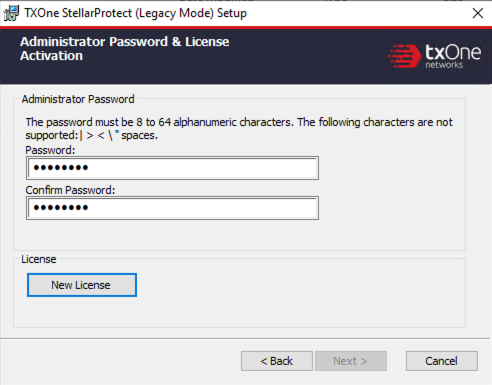 TXOne StellarProtect (Legacy Mode) Setup
Administrator Password & License
Activation
txOne
networks
Administrator Password
The password must be 8 to 64 alphanumeric characters. The following characters are not
supported:| > < \ " spaces.
Password:
••••••••
Confirm Password:
••••••••
License
New License
< Back
Next >
Cancel